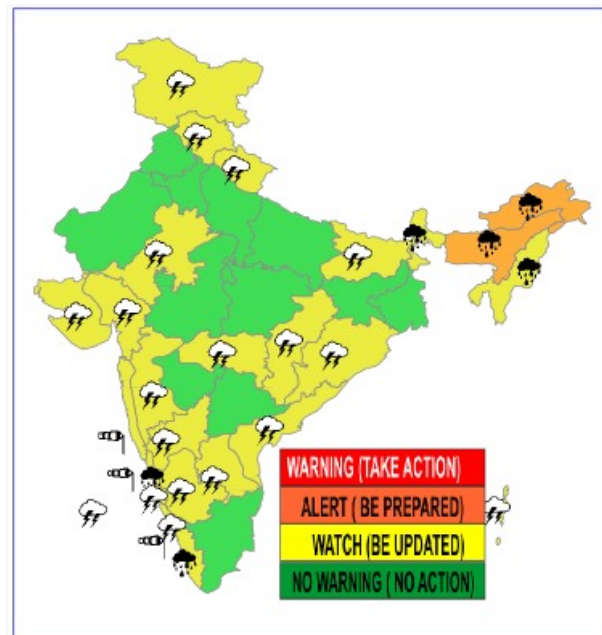 WARNING (TAKE ACTION)
ALERT ( BE PREPARED)
WATCH (BE UPDATED)
NO WARNING ( NO ACTION)